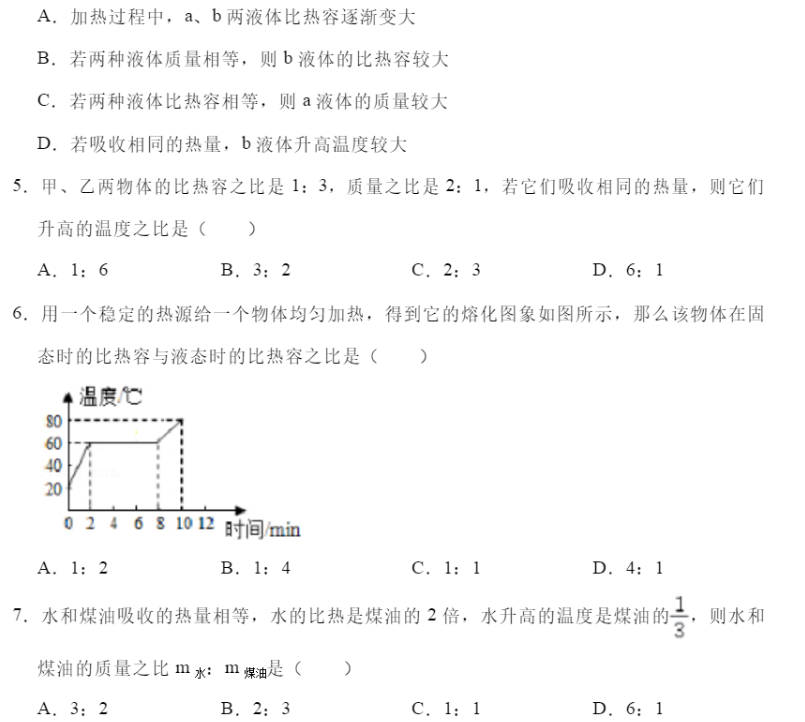 A．加热过程中，a、b 两液体比热容逐渐变大
B．若两种液体质量相等，则 b 液体的比热容较大
C．若两种液体比热容相等，则 a 液体的质量较大
D．若吸收相同的热量，b 液体升高温度较大
5．甲、乙两物体的比热容之比是 1：3，质量之比是 2：1，若它们吸收相同的热量，则它们
升高的温度之比是（　　）
A．1：6　B．3：2　C．2：3　D．6：1
6．用一个稳定的热源给一个物体均匀加热，得到它的熔化图象如图所示，那么该物体在固
态时的比热容与液态时的比热容之比是（　　）
温度/℃
80
60
40
20
0 2 4 6 8 10 12 时间/min
A．1：2　B．1：4　C．1：1　D．4：1
7．水和煤油吸收的热量相等，水的比热是煤油的 2 倍，水升高的温度是煤油的1/3，则水和
煤油的质量之比 m水：m煤油是（　　）
A．3：2　B．2：3　C．1：1　D．6：1